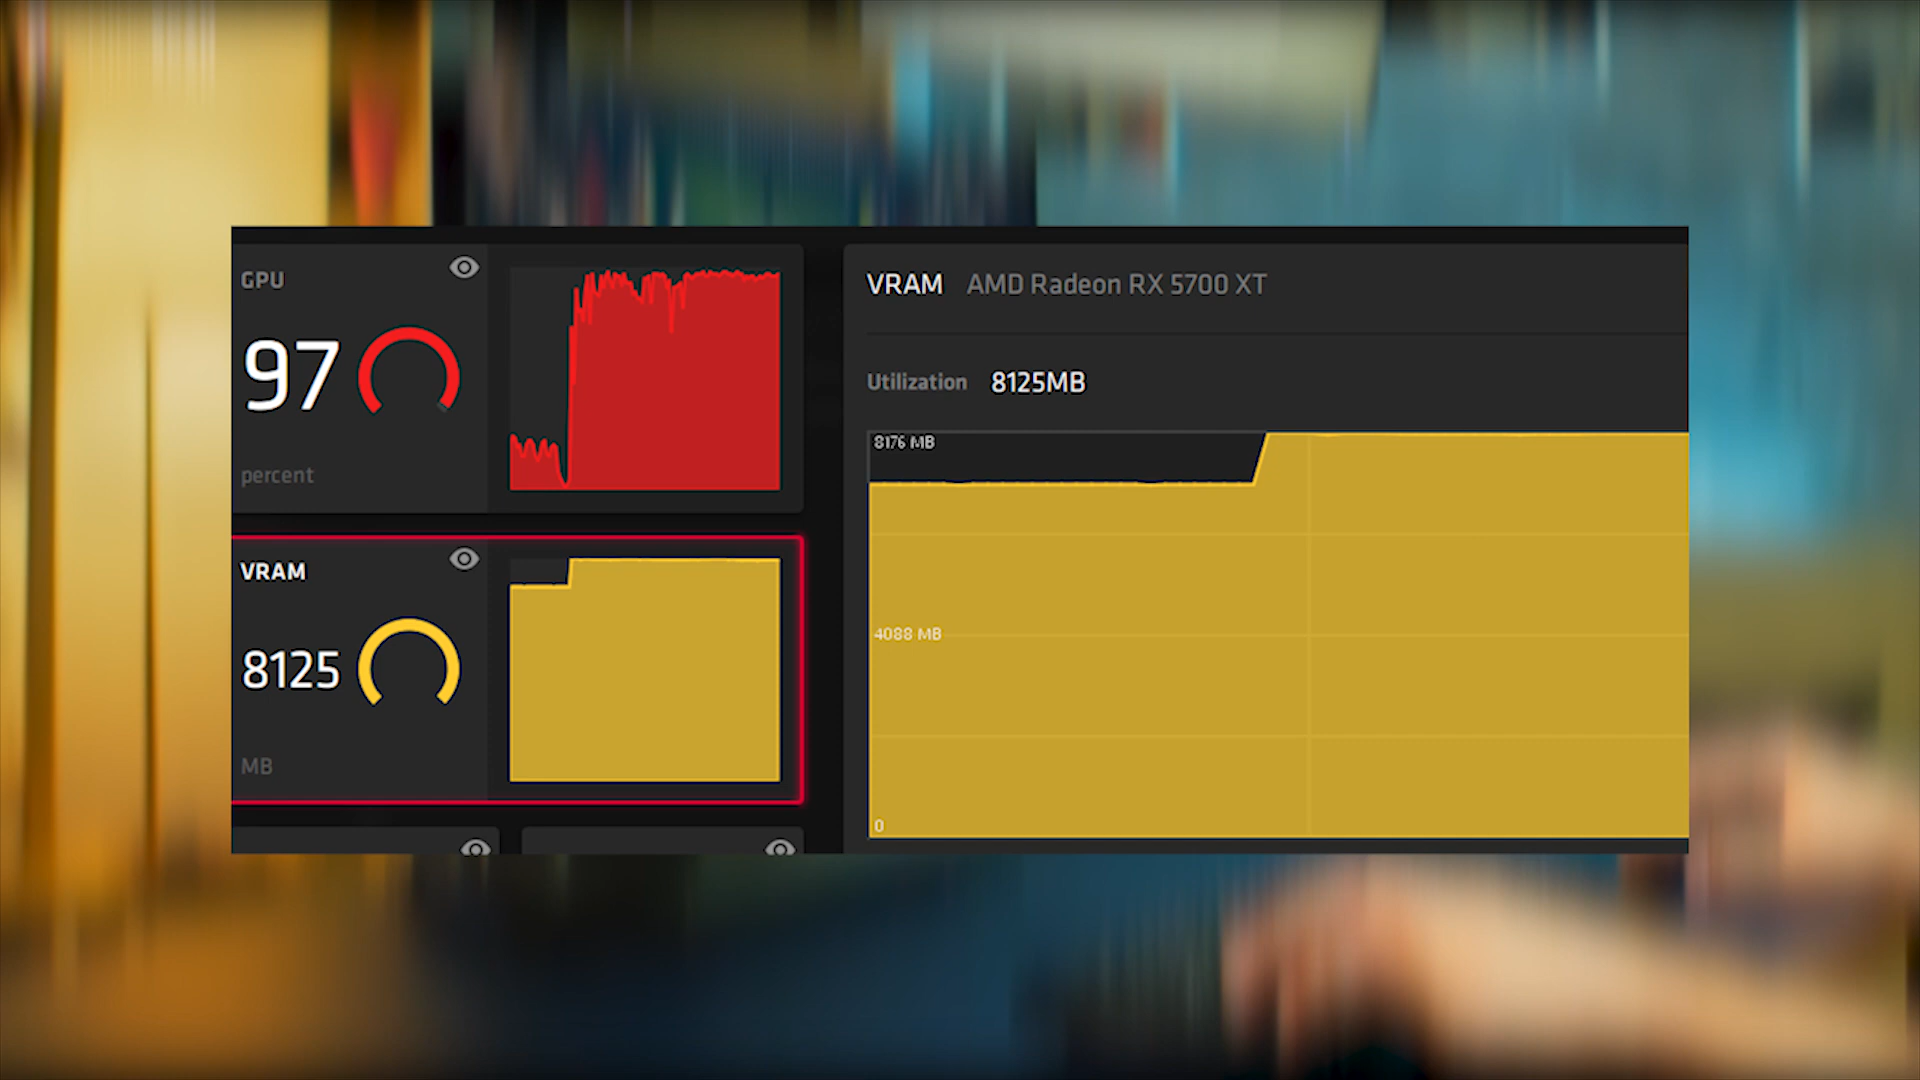 GPU
97
percent
VRAM
8125
MB
VRAM AMD Radeon RX 5700 XT
Utilization 8125MB
8176 MB
4088 MB
0